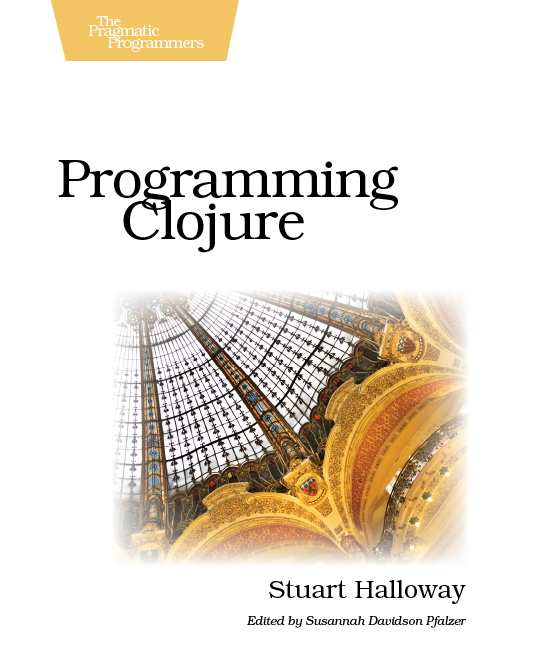 The
Pragmatic
Programmers
Programming
Clojure
Stuart Halloway
Edited by Susannah Davidson Pfalzer